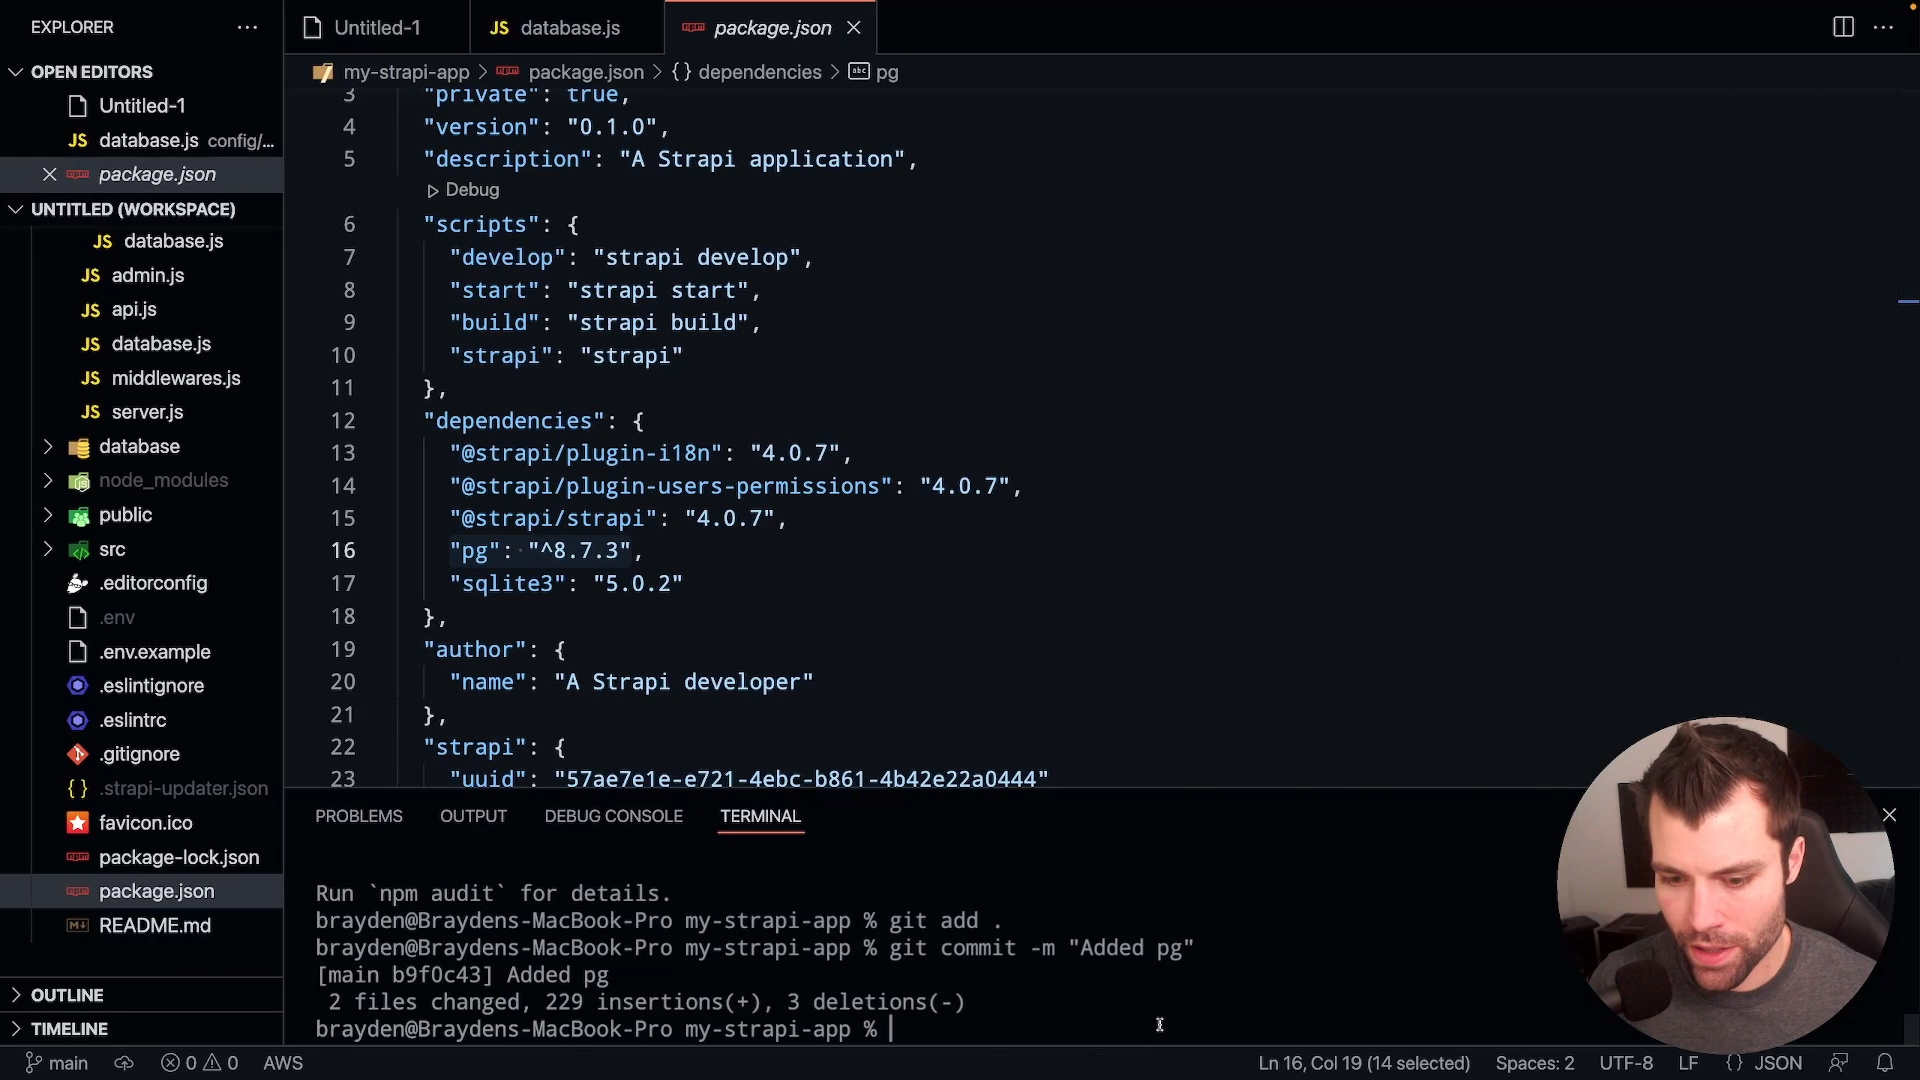 EXPLORER
Untitled-1
JS database.js
package.json
OPEN EDITORS
Untitled-1
JS database.js config/...
package.json
UNTITLED (WORKSPACE)
JS database.js
JS admin.js
JS api.js
JS database.js
JS middlewares.js
JS server.js
database
node_modules
public
src
.editorconfig
.env
.env.example
.eslintignore
.eslintrc
.gitignore
{} .strapi-updater.json
favicon.ico
package-lock.json
package.json
README.md
OUTLINE
TIMELINE
my-strapi-app > package.json > {} dependencies > abc pg
3 "private": true,
4 "version": "0.1.0",
5 "description": "A Strapi application",
Debug
6 "scripts": {
7 "develop": "strapi develop",
8 "start": "strapi start",
9 "build": "strapi build",
10 "strapi": "strapi"
11 },
12 "dependencies": {
13 "@strapi/plugin-i18n": "4.0.7",
14 "@strapi/plugin-users-permissions": "4.0.7",
15 "@strapi/strapi": "4.0.7",
16 "pg": "^8.7.3",
17 "sqlite3": "5.0.2"
18 },
19 "author": {
20 "name": "A Strapi developer"
21 },
22 "strapi": {
23 "uuid": "57ae7e1e-e721-4ebc-b861-4b42e22a0444"
PROBLEMS OUTPUT DEBUG CONSOLE TERMINAL
Run `npm audit` for details.
brayden@Braydens-MacBook-Pro my-strapi-app % git add .
brayden@Braydens-MacBook-Pro my-strapi-app % git commit -m "Added pg"
[main b9f0c43] Added pg
2 files changed, 229 insertions(+), 3 deletions(-)
brayden@Braydens-MacBook-Pro my-strapi-app %
main 0 0 AWS Ln 16, Col 19 (14 selected) Spaces: 2 UTF-8 LF {} JSON